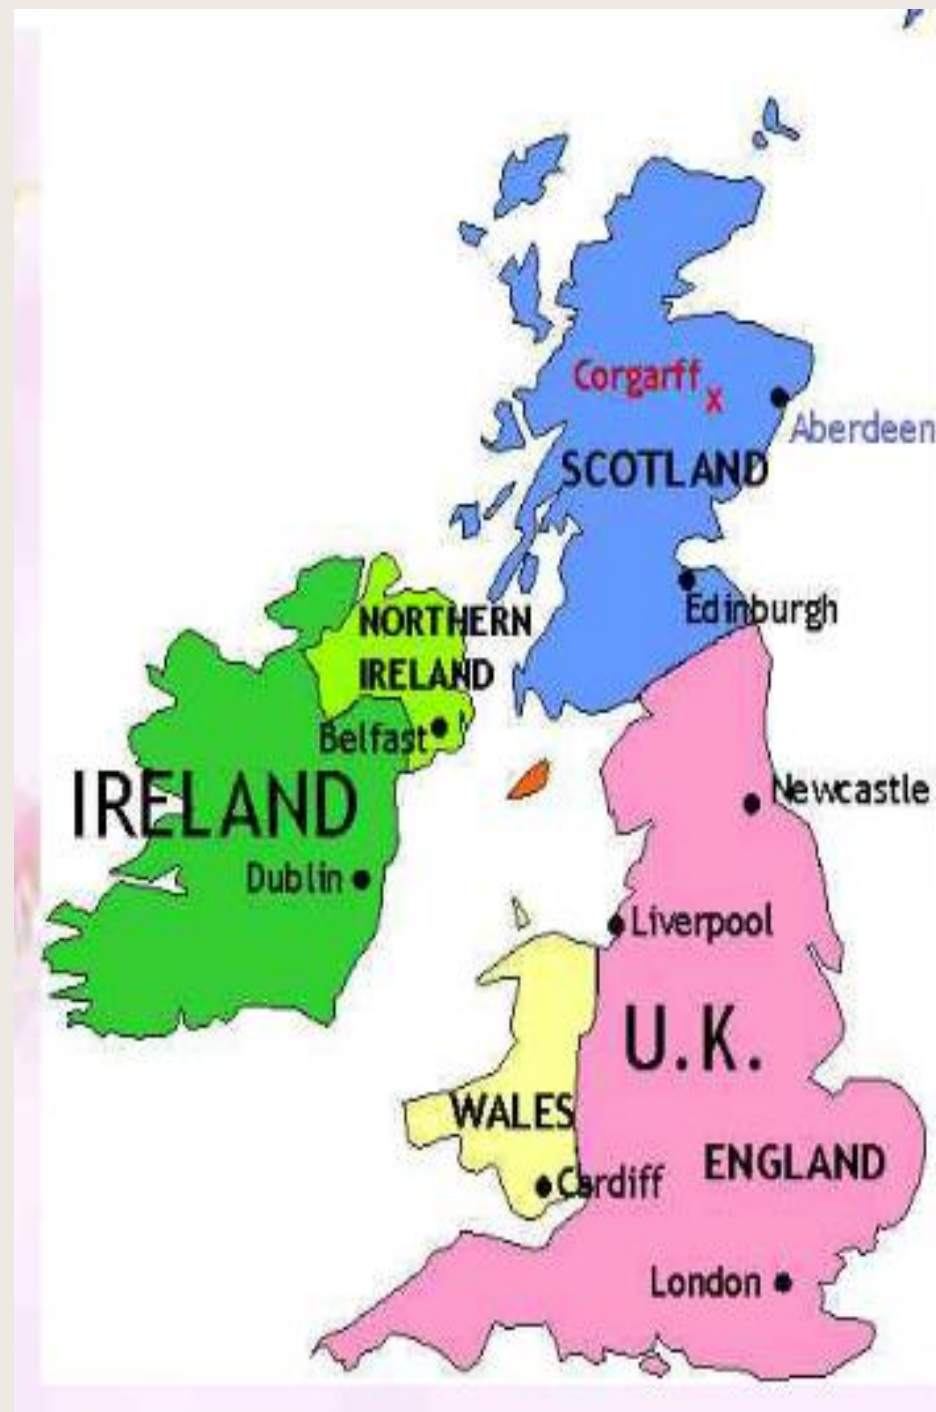 Corgarff
x
Aberdeen
SCOTLAND
Edinburgh
NORTHERN
IRELAND
Belfast
IRELAND
Newcastle
Dublin
Liverpool
U.K.
WALES
ENGLAND
Cardiff
London